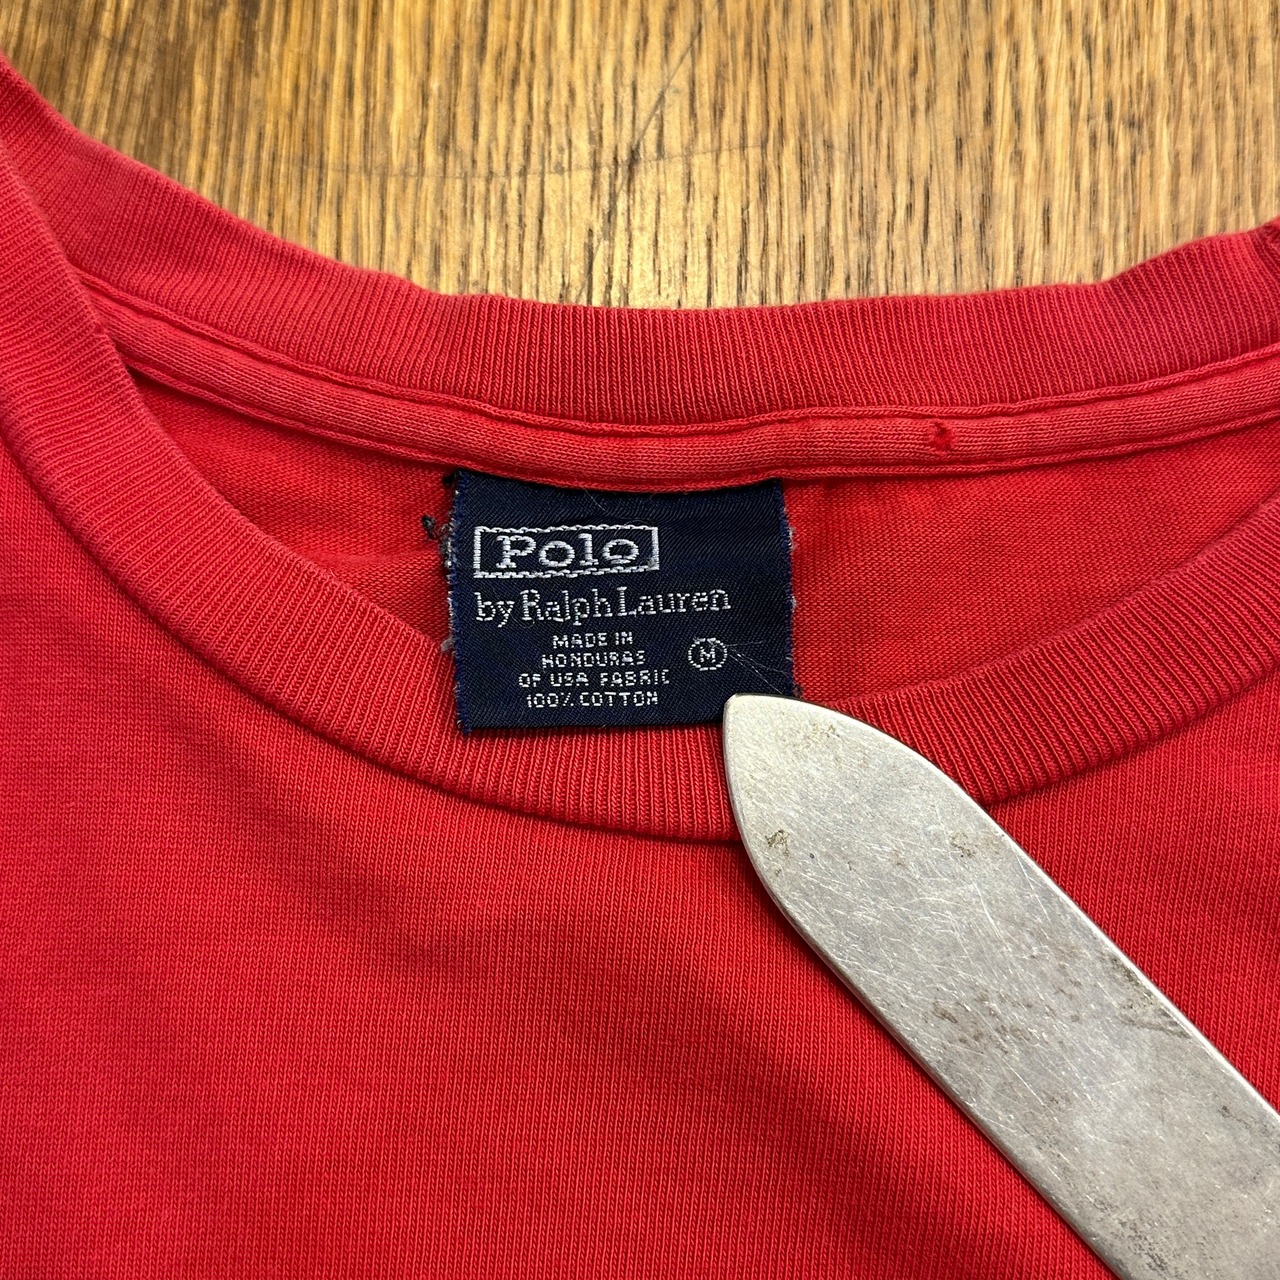 Polo
by Ralph Lauren
MADE IN
HONDURAS
OF USA FABRIC
100% COTTON
M